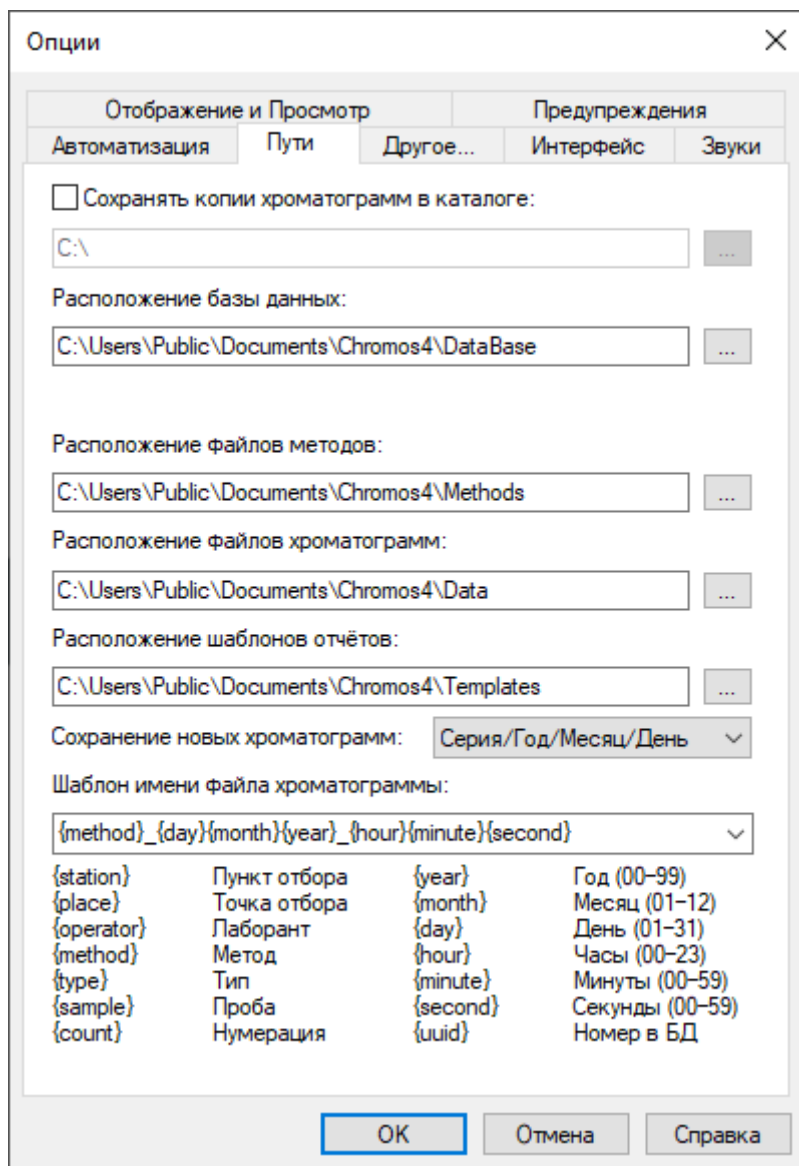 Опции
Отображение и Просмотр Предупреждения
Автоматизация Пути Другое... Интерфейс Звуки
Сохранять копии хроматограмм в каталоге:
C:\ ...
Расположение базы данных:
C:\Users\Public\Documents\Chromos4\DataBase ...
Расположение файлов методов:
C:\Users\Public\Documents\Chromos4\Methods ...
Расположение файлов хроматограмм:
C:\Users\Public\Documents\Chromos4\Data ...
Расположение шаблонов отчётов:
C:\Users\Public\Documents\Chromos4\Templates ...
Сохранение новых хроматограмм: Серия/Год/Месяц/День
Шаблон имени файла хроматограммы:
{method}_{day}{month}{year}_{hour}{minute}{second}
{station} Пункт отбора {year} Год (00–99)
{place} Точка отбора {month} Месяц (01–12)
{operator} Лаборант {day} День (01–31)
{method} Метод {hour} Часы (00–23)
{type} Тип {minute} Минуты (00–59)
{sample} Проба {second} Секунды (00–59)
{count} Нумерация {uuid} Номер в БД
OK Отмена Справка